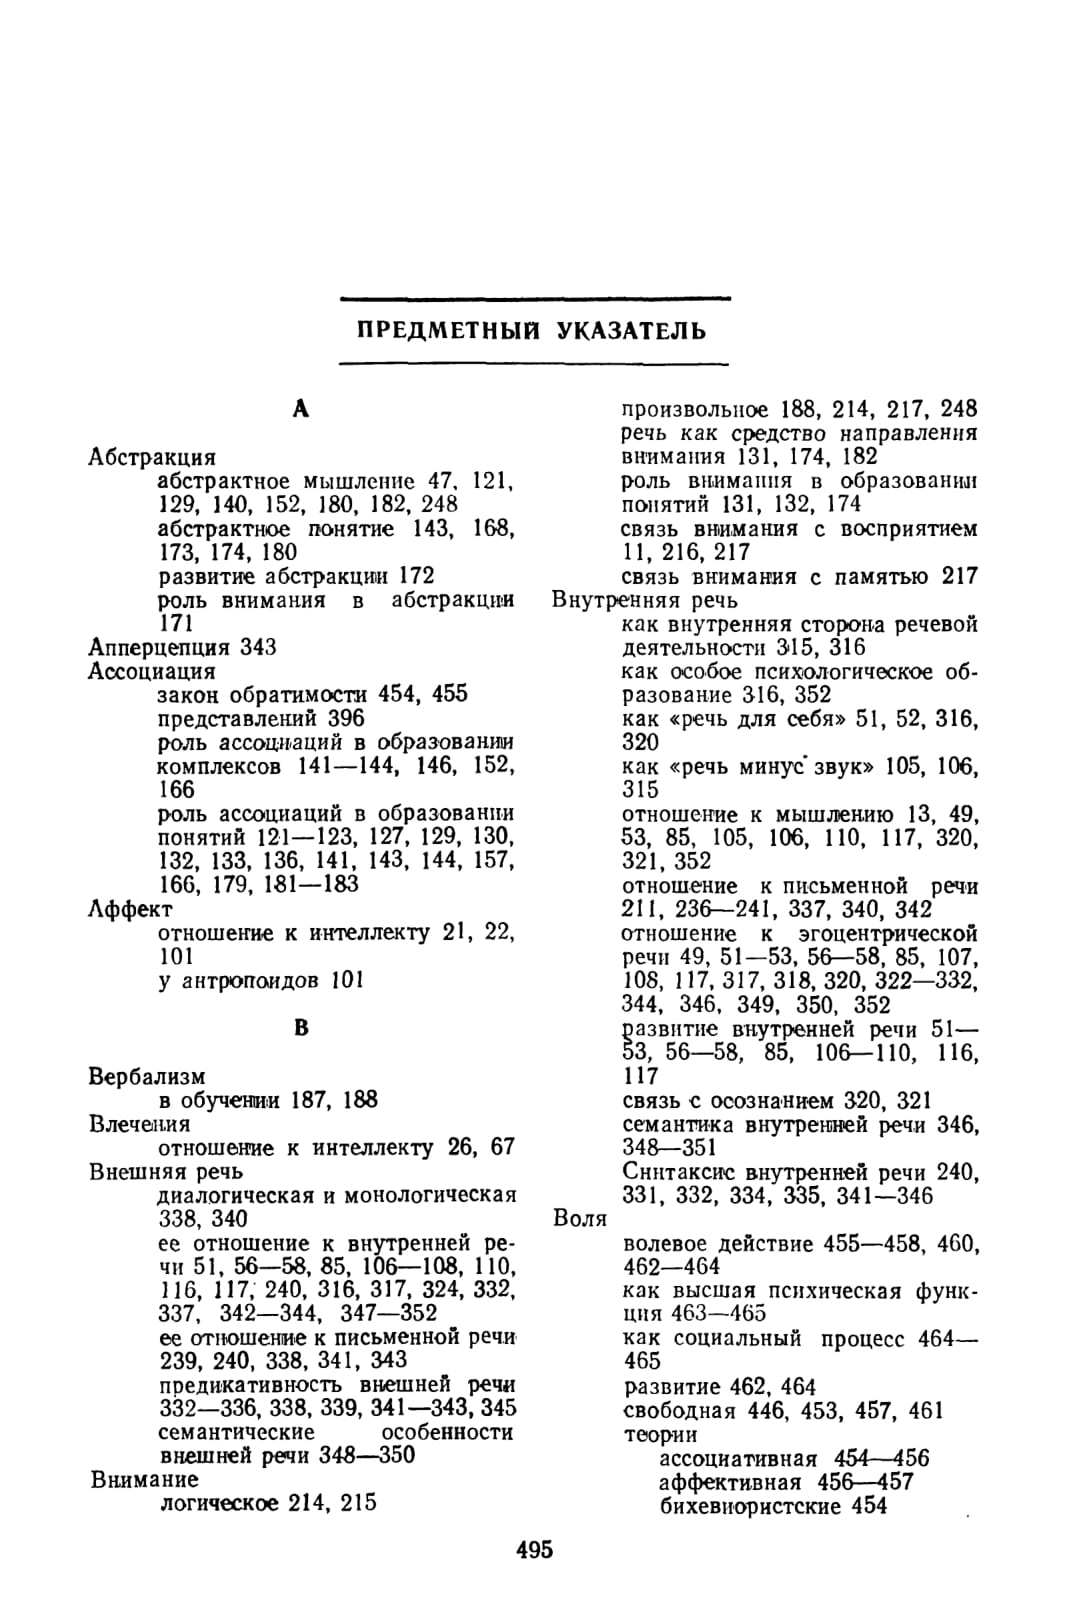 ПРЕДМЕТНЫЙ УКАЗАТЕЛЬ
А
Абстракция
абстрактное мышление 47, 121,
129, 140, 152, 180, 182, 248
абстрактное понятие 143, 168,
173, 174, 180
развитие абстракции 172
роль внимания в абстракции
171
Апперцепция 343
Ассоциация
закон обратимости 454, 455
представлений 396
роль ассоциаций в образовании
комплексов 141—144, 146, 152,
166
роль ассоциаций в образовании
понятий 121—123, 127, 129, 130,
132, 133, 136, 141, 143, 144, 157,
166, 179, 181—183
Аффект
отношение к интеллекту 21, 22,
101
у антропоидов 101
В
Вербализм
в обучении 187, 188
Влечения
отношение к интеллекту 26, 67
Внешняя речь
диалогическая и монологическая
338, 340
ее отношение к внутренней ре-
чи 51, 56—58, 85, 106—108, 110,
116, 117, 240, 316, 317, 324, 332,
337, 342—344, 347—352
ее отношение к письменной речи
239, 240, 338, 341, 343
предикативность внешней речи
332—336, 338, 339, 341—343, 345
семантические особенности
внешней речи 348—350
Внимание
логическое 214, 215
произвольное 188, 214, 217, 248
речь как средство направления
внимания 131, 174, 182
роль внимания в образовании
понятий 131, 132, 174
связь внимания с восприятием
11, 216, 217
связь внимания с памятью 217
Внутренняя речь
как внутренняя сторона речевой
деятельности 315, 316
как особое психологическое об-
разование 316, 352
как «речь для себя» 51, 52, 316,
320
как «речь минус звук» 105, 106,
315
отношение к мышлению 13, 49,
53, 85, 105, 106, 110, 117, 320,
321, 352
отношение к письменной речи
211, 236—241, 337, 340, 342
отношение к эгоцентрической
речи 49, 51—53, 56—58, 85, 107,
108, 117, 317, 318, 320, 322—332,
344, 346, 349, 350, 352
развитие внутренней речи 51—
53, 56—58, 85, 106—110, 116,
117
связь с осознанием 320, 321
семантика внутренней речи 346,
348—351
Синтаксис внутренней речи 240,
331, 332, 334, 335, 341—346
Воля
волевое действие 455—458, 460,
462—464
как высшая психическая функ-
ция 463—465
как социальный процесс 464—
465
развитие 462, 464
свободная 446, 453, 457, 461
теории
ассоциативная 454—456
аффективная 456—457
бихевиористские 454
495